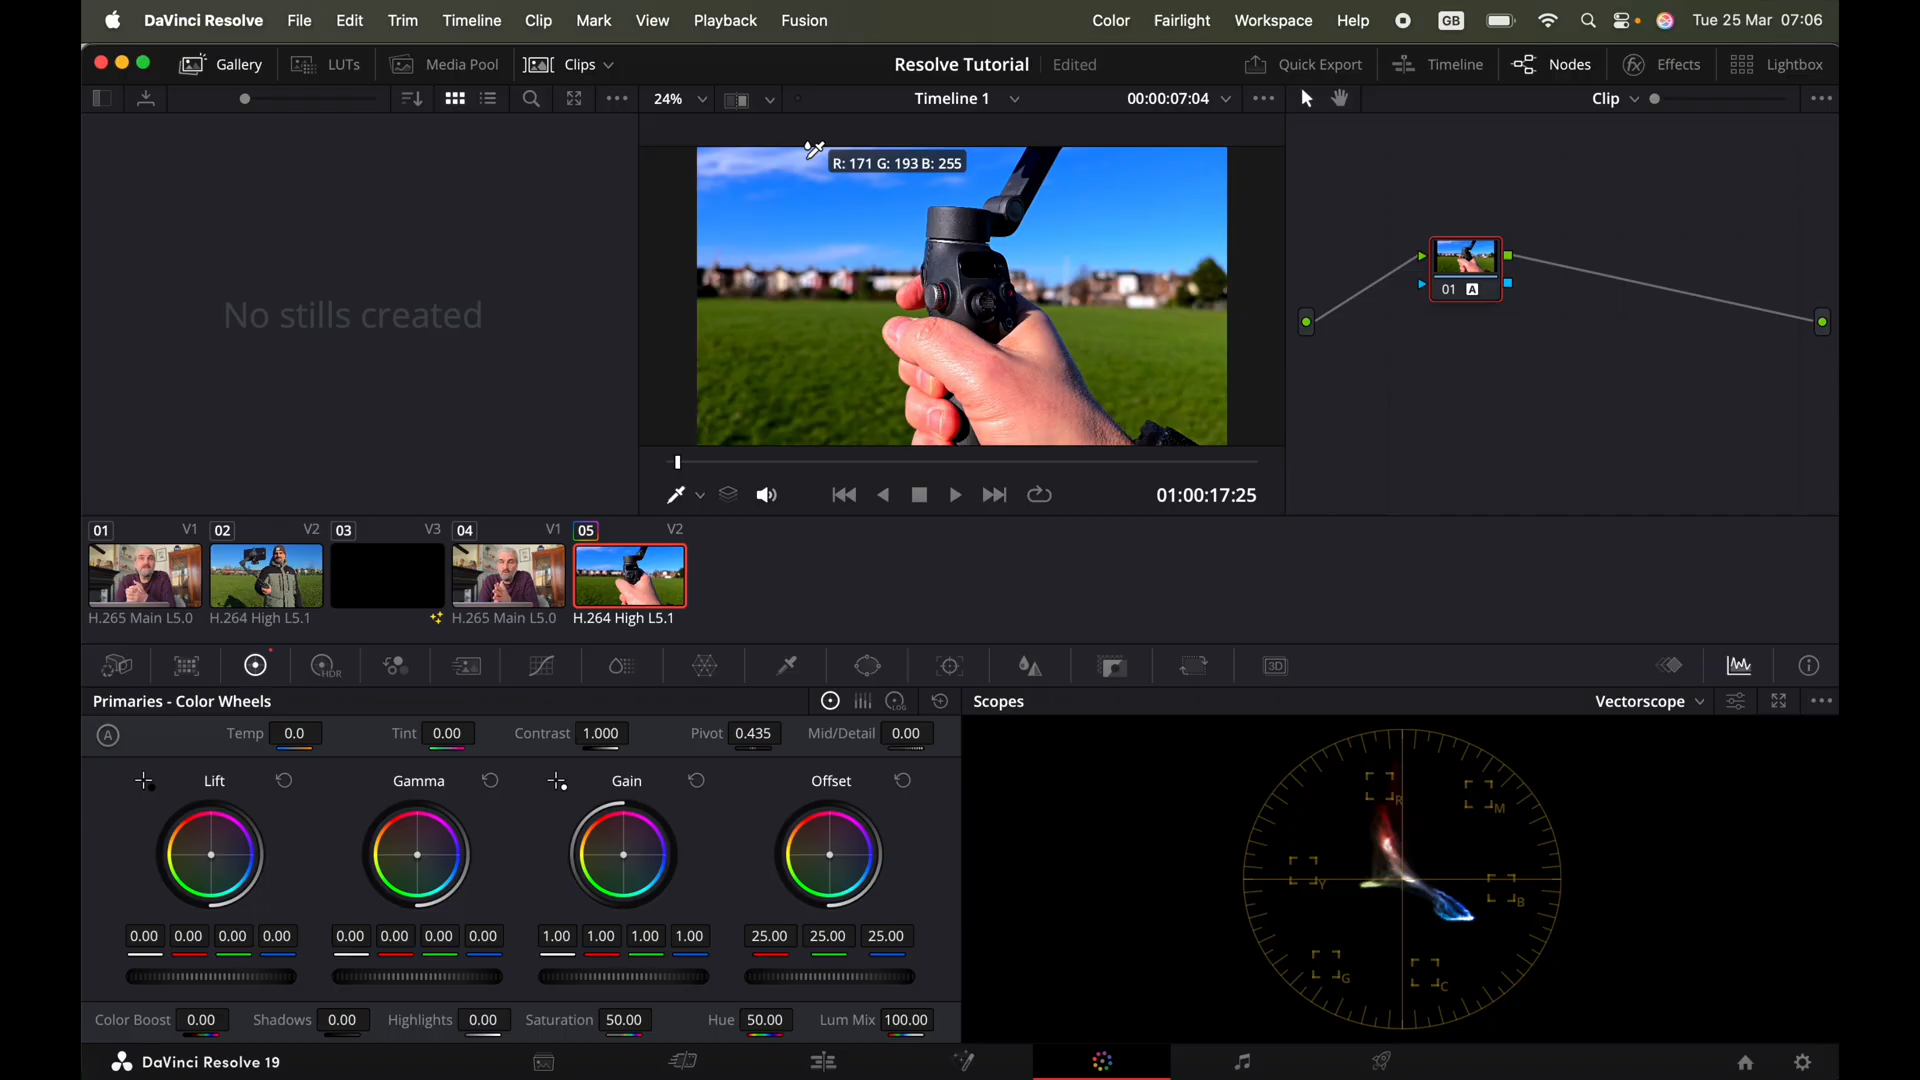 DaVinci Resolve File Edit Trim Timeline Clip Mark View Playback Fusion Color Fairlight Workspace Help GB Tue 25 Mar 07:06
Gallery LUTs Media Pool Clips Resolve Tutorial Edited Quick Export Timeline Nodes fx Effects Lightbox
24% Timeline 1 00:00:07:04 Clip
R: 171 G: 193 B: 255
No stills created
01 A
01:00:17:25
01 V1 02 V2 03 V3 04 V1 05 V2
H.265 Main L5.0 H.264 High L5.1 H.265 Main L5.0 H.264 High L5.1
HDR 3D
Primaries - Color Wheels LOG Scopes Vectorscope
A Temp 0.0 Tint 0.00 Contrast 1.000 Pivot 0.435 Mid/Detail 0.00
Lift Gamma Gain Offset
0.00 0.00 0.00 0.00 0.00 0.00 0.00 0.00 1.00 1.00 1.00 1.00 25.00 25.00 25.00
R M
Y B
G C
Color Boost 0.00 Shadows 0.00 Highlights 0.00 Saturation 50.00 Hue 50.00 Lum Mix 100.00
DaVinci Resolve 19